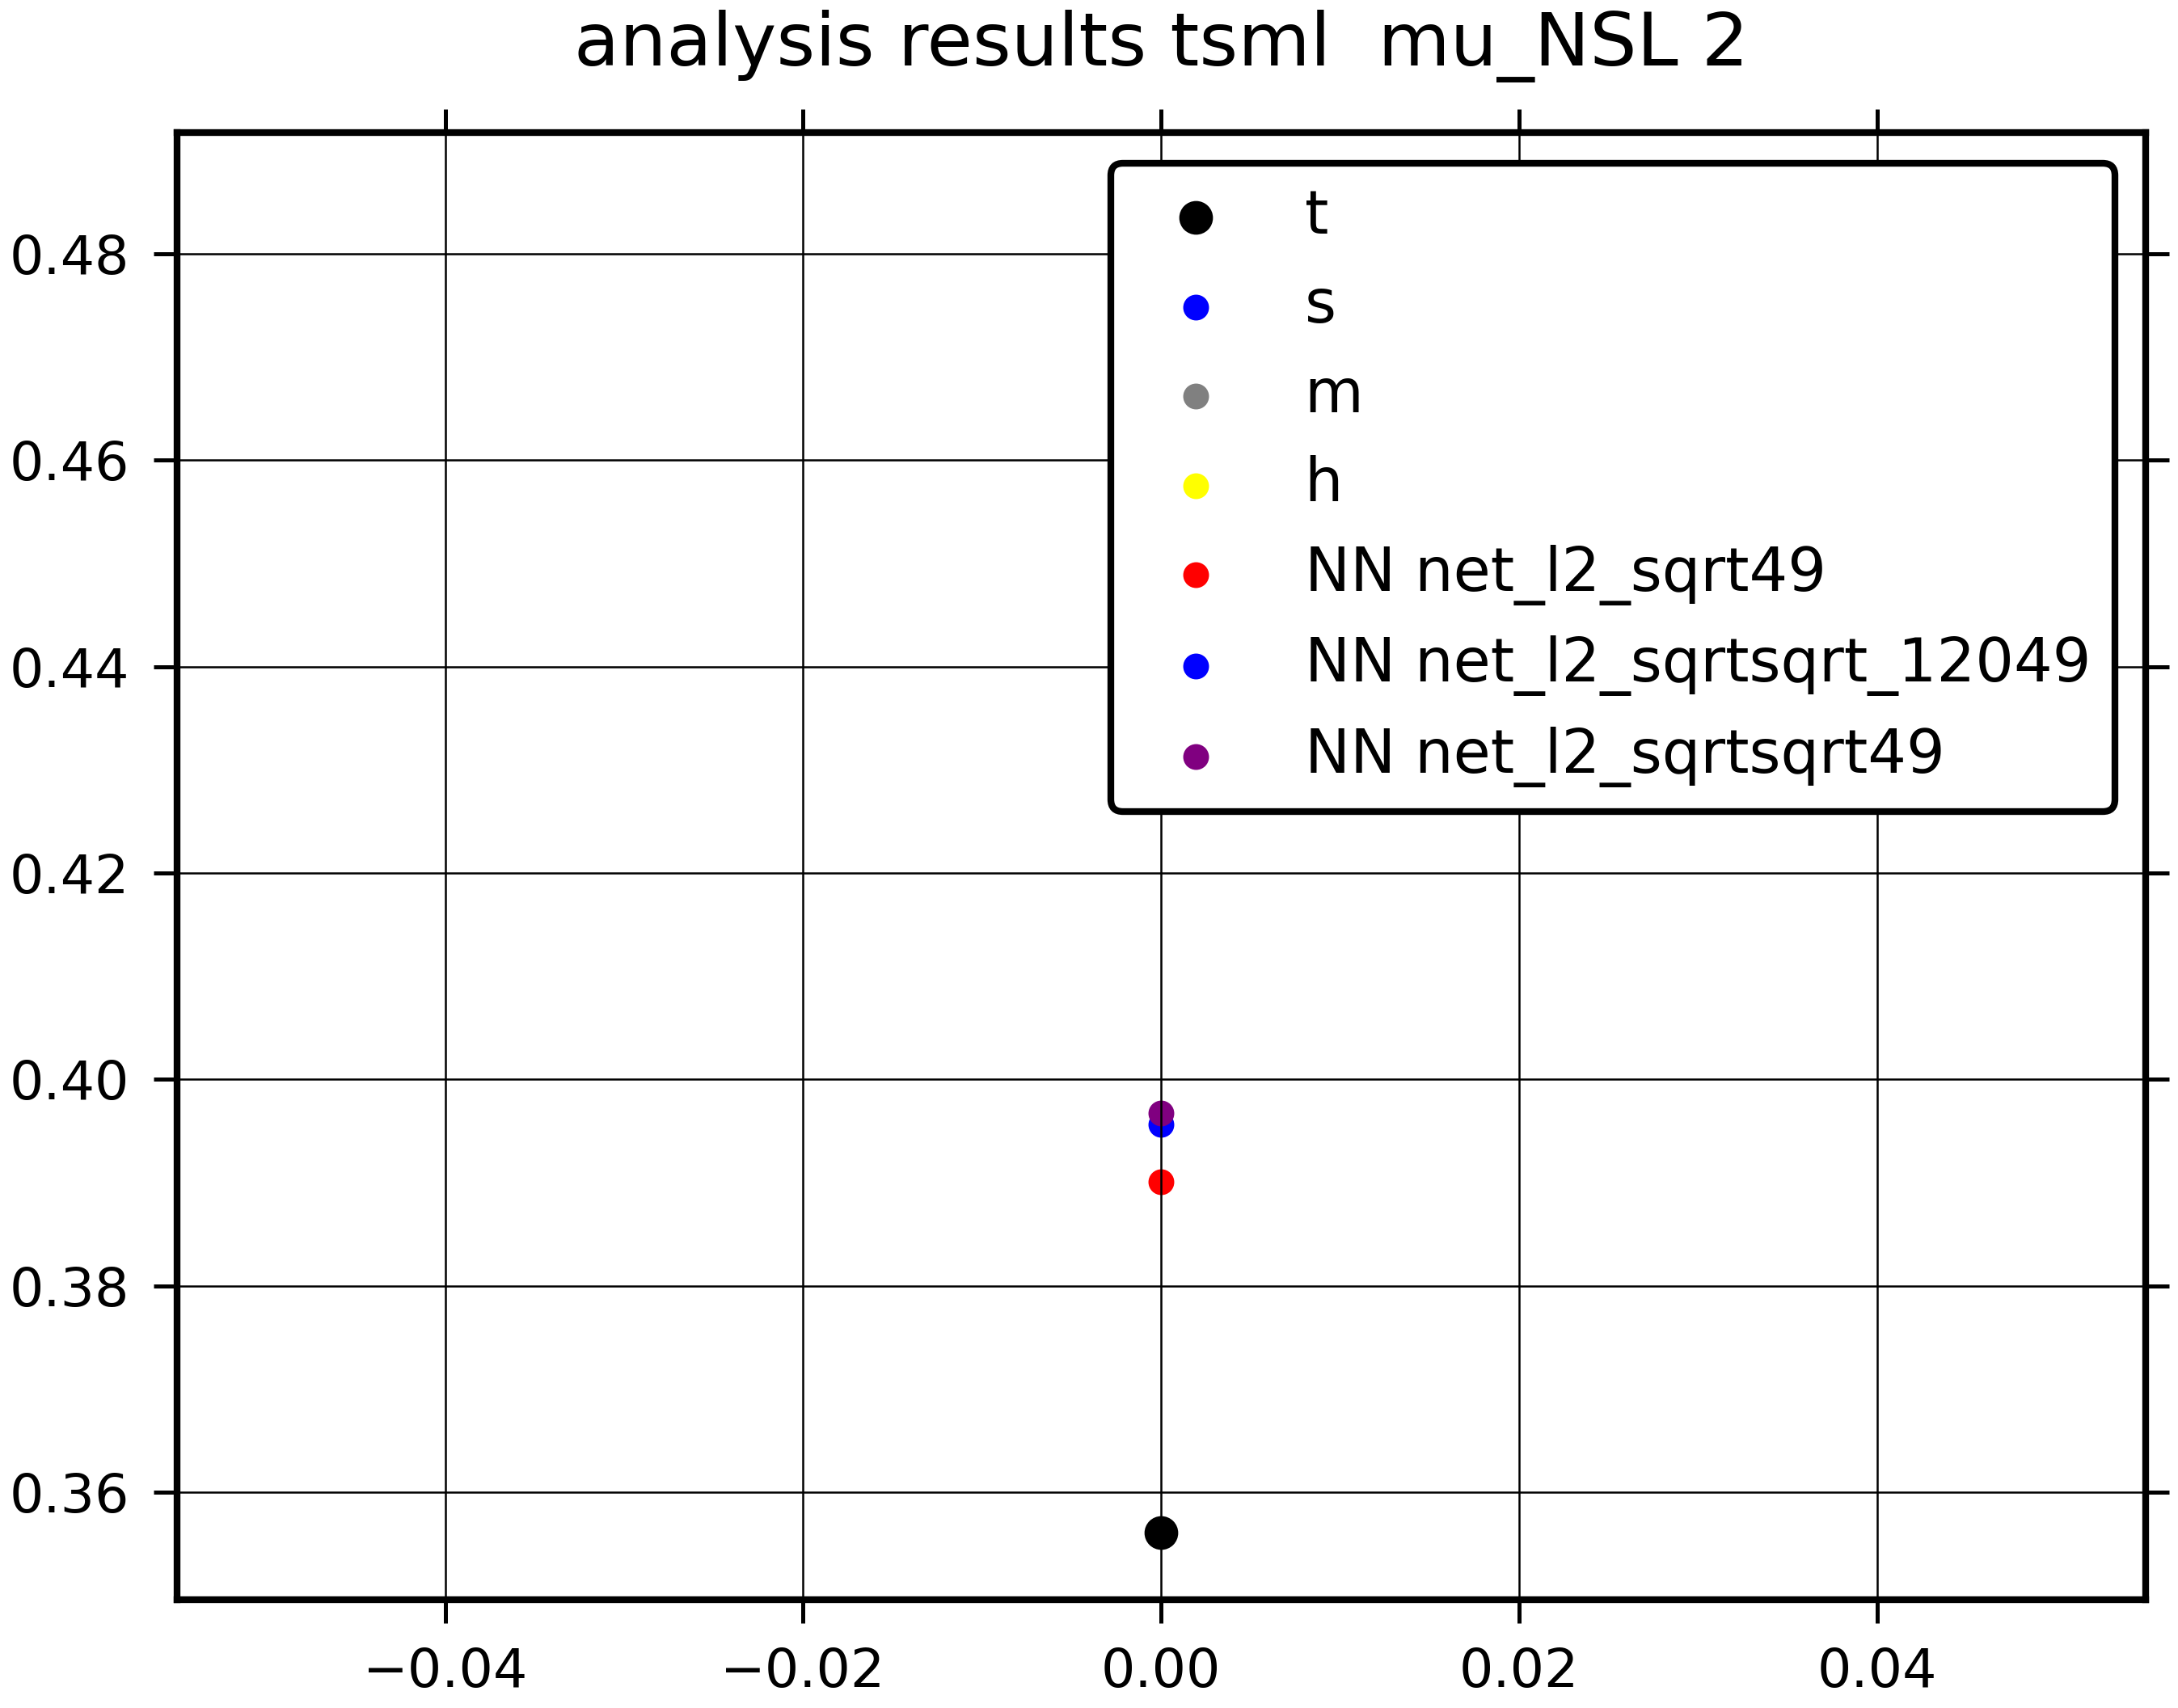 analysis results tsml  mu_NSL 2
0.48
0.46
0.44
0.42
0.40
0.38
0.36
t
s
m
h
NN net_l2_sqrt49
NN net_l2_sqrtsqrt_12049
NN net_l2_sqrtsqrt49
−0.04
−0.02
0.00
0.02
0.04